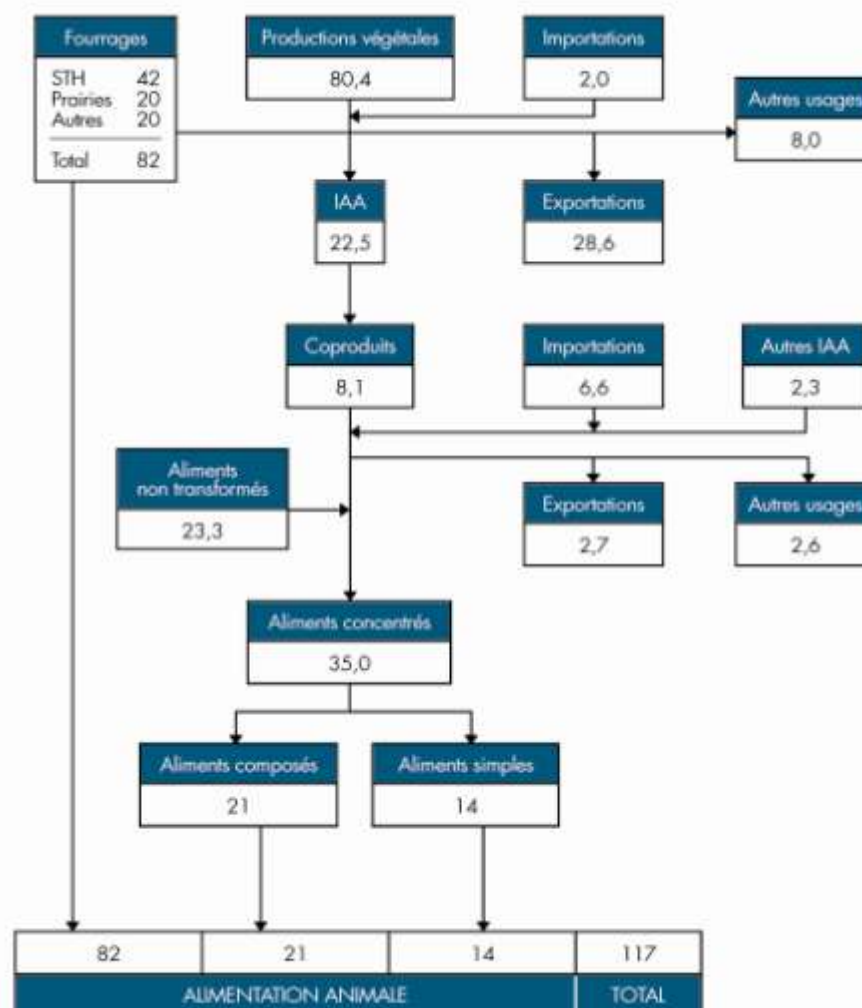 Fourrages
STH 42
Prairies 20
Autres 20
Total 82
Productions végétales
80,4
Importations
2,0
Autres usages
8,0
IAA
22,5
Exportations
28,6
Coproduits
8,1
Importations
6,6
Autres IAA
2,3
Aliments
non transformés
23,3
Exportations
2,7
Autres usages
2,6
Aliments concentrés
35,0
Aliments composés
21
Aliments simples
14
82 21 14 117
ALIMENTATION ANIMALE TOTAL